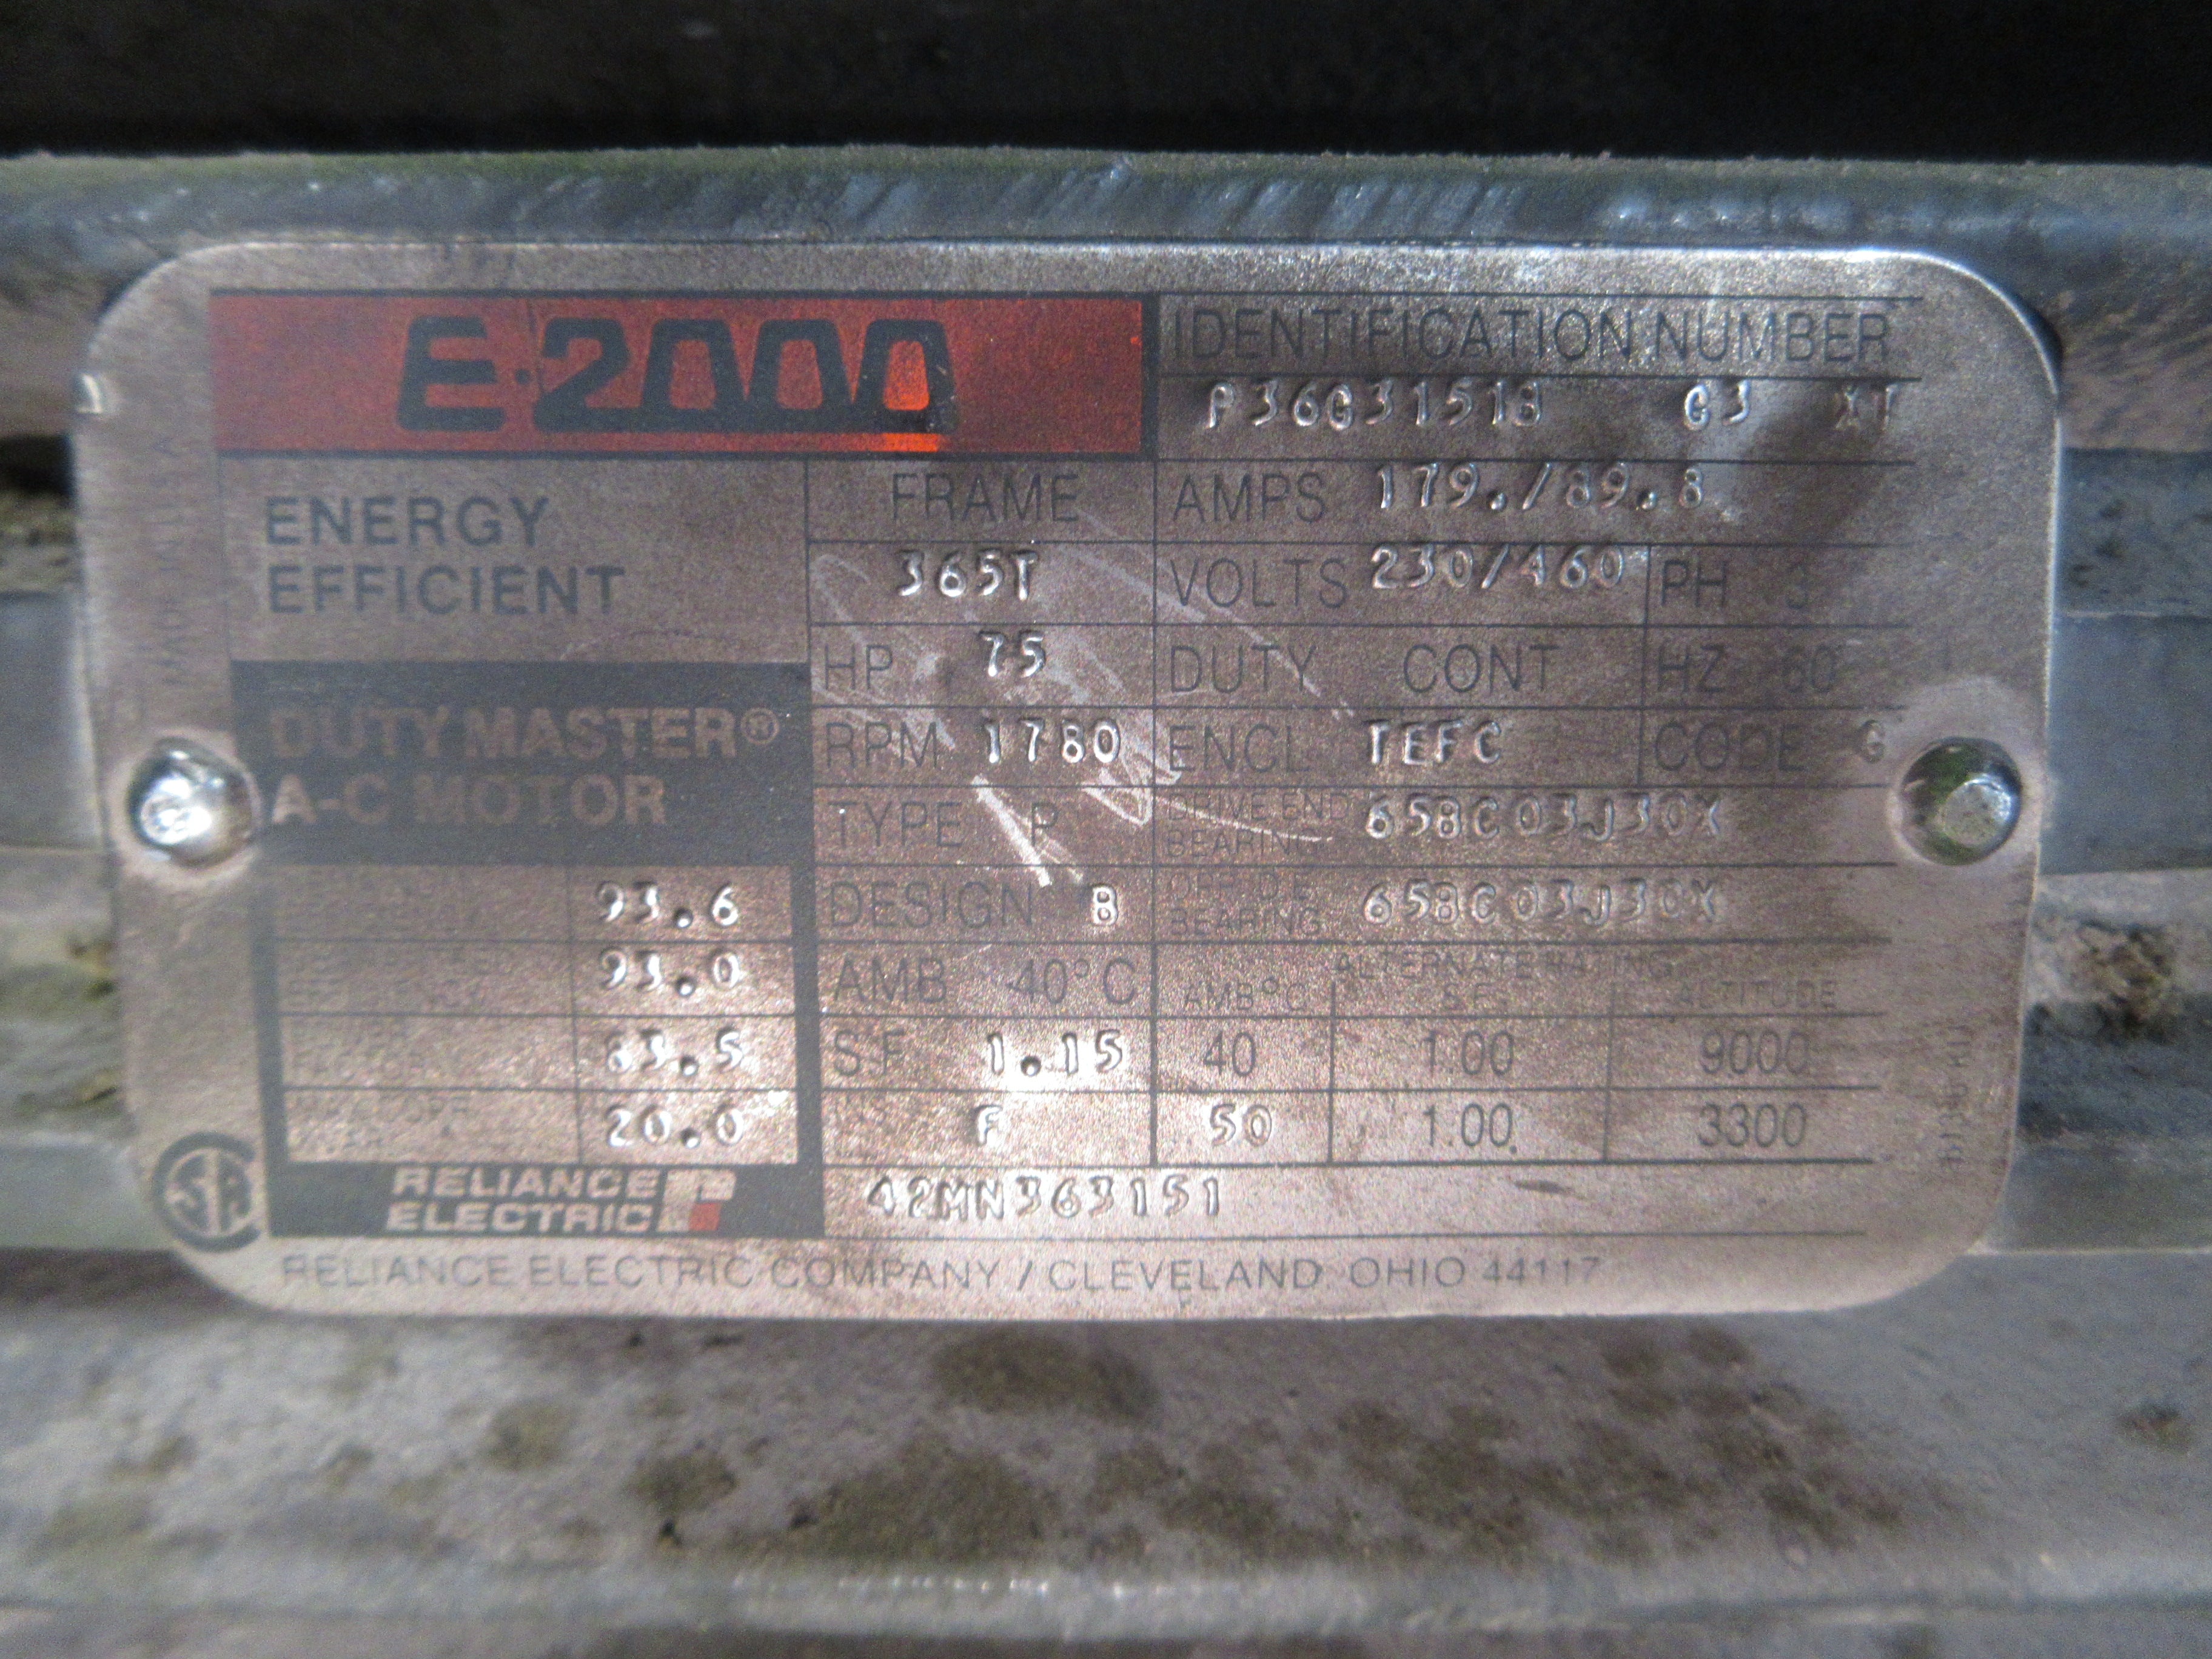 E·2000
IDENTIFICATION NUMBER
P36G3151B G3 XT
ENERGY
EFFICIENT
FRAME
365T
AMPS 179./89.8
VOLTS 230/460 PH 3
HP 75
DUTY CONT
HZ 60
DUTY MASTER®
A-C MOTOR
RPM 1780
ENCL TEFC
CODE G
TYPE P
DRIVE END
BEARING
65BC03J30X
93.6
DESIGN B
OPP. D.E.
BEARING
65BC03J30X
93.0
AMB 40°C
ALTERNATE RATING
AMB°C S.F. ALTITUDE
83.5
S.F. 1.15
40 1.00 9000
20.0
F
50 1.00 3300
RELIANCE
ELECTRIC
42MN363151
RELIANCE ELECTRIC COMPANY / CLEVELAND, OHIO 44117